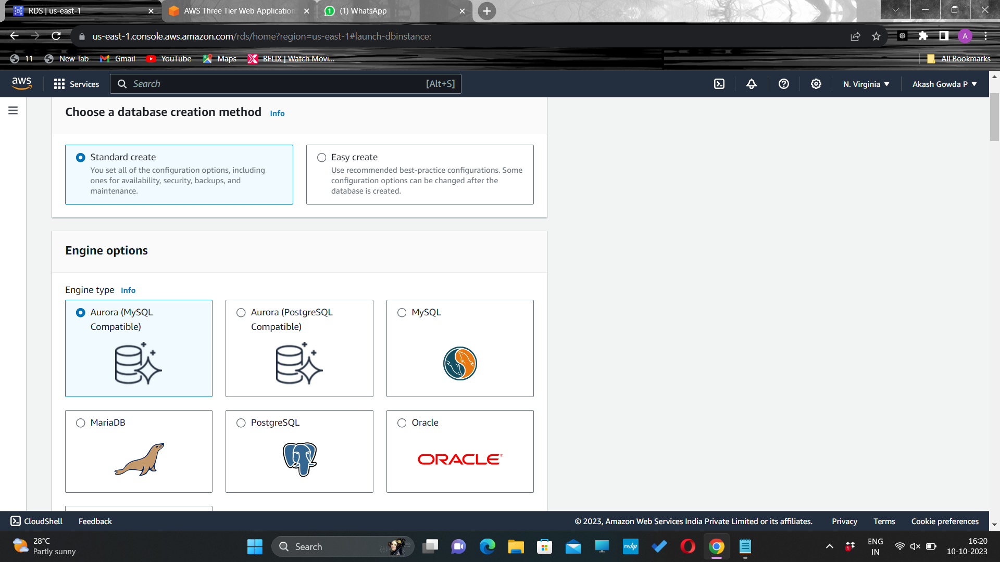 RDS | us-east-1
AWS Three Tier Web Application
(1) WhatsApp
us-east-1.console.aws.amazon.com/rds/home?region=us-east-1#launch-dbinstance:
A
11
New Tab
Gmail
YouTube
Maps
BFLIX | Watch Movi...
All Bookmarks
aws
Services
Search
[Alt+S]
N. Virginia
Akash Gowda P
Choose a database creation method Info
Standard create
You set all of the configuration options, including
ones for availability, security, backups, and
maintenance.
Easy create
Use recommended best-practice configurations. Some
configuration options can be changed after the
database is created.
Engine options
Engine type Info
Aurora (MySQL
Compatible)
Aurora (PostgreSQL
Compatible)
MySQL
MariaDB
PostgreSQL
Oracle
ORACLE
CloudShell
Feedback
© 2023, Amazon Web Services India Private Limited or its affiliates.
Privacy
Terms
Cookie preferences
28°C
Partly sunny
Search
myhp
1
ENG
IN
16:20
10-10-2023